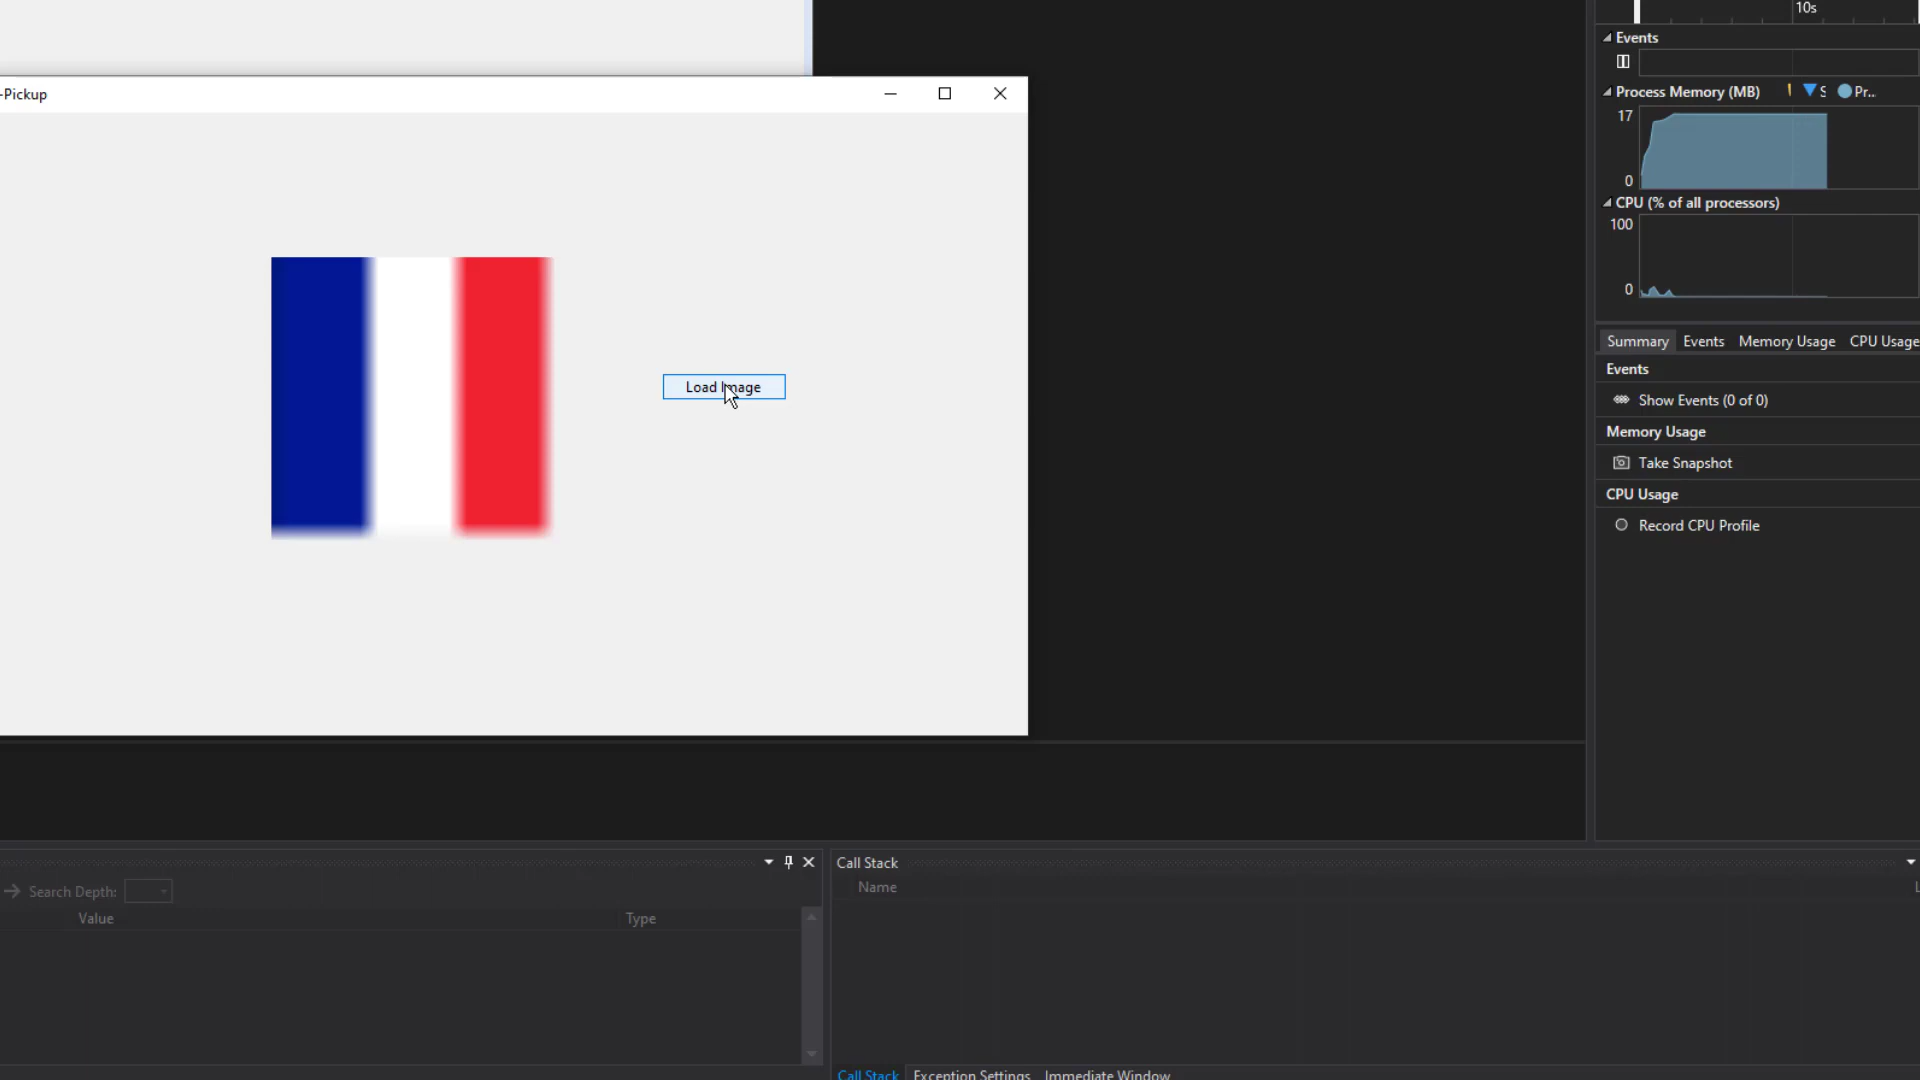 10s
Events
-Pickup
Process Memory (MB) S Pr...
17
0
CPU (% of all processors)
100
0
Load Image
Summary Events Memory Usage CPU Usage
Events
Show Events (0 of 0)
Memory Usage
Take Snapshot
CPU Usage
Record CPU Profile
Call Stack
Search Depth:
Name
Value Type
Call Stack Exception Settings Immediate Window